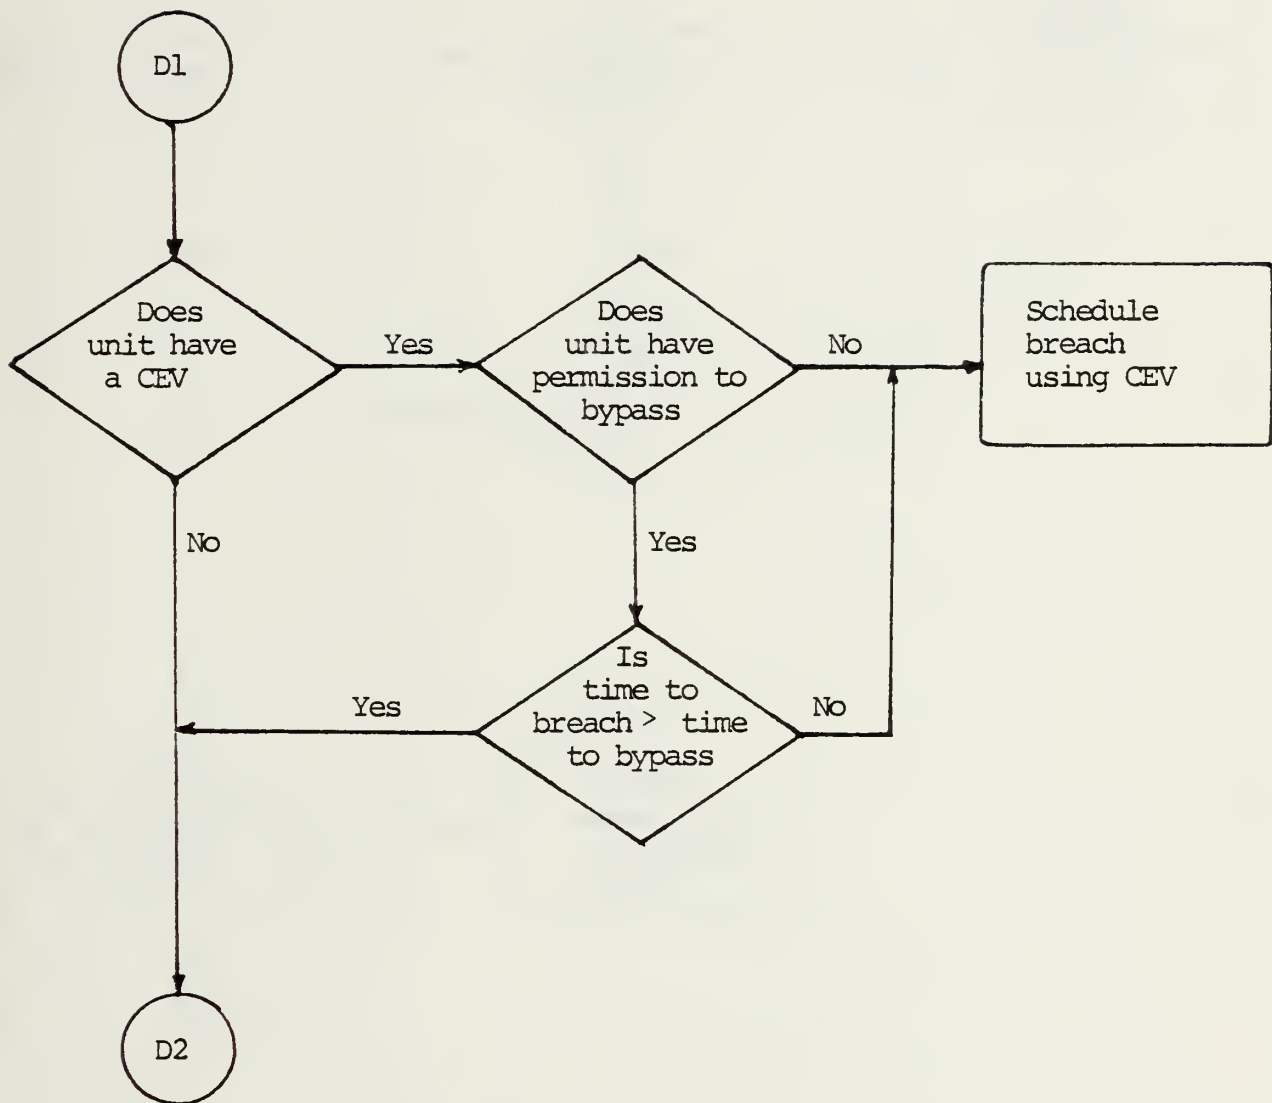 D1
Does
unit have
a CEV
Yes
Does
unit have
permission to
bypass
No
Schedule
breach
using CEV
No
Yes
Is
time to
breach > time
to bypass
Yes
No
D2